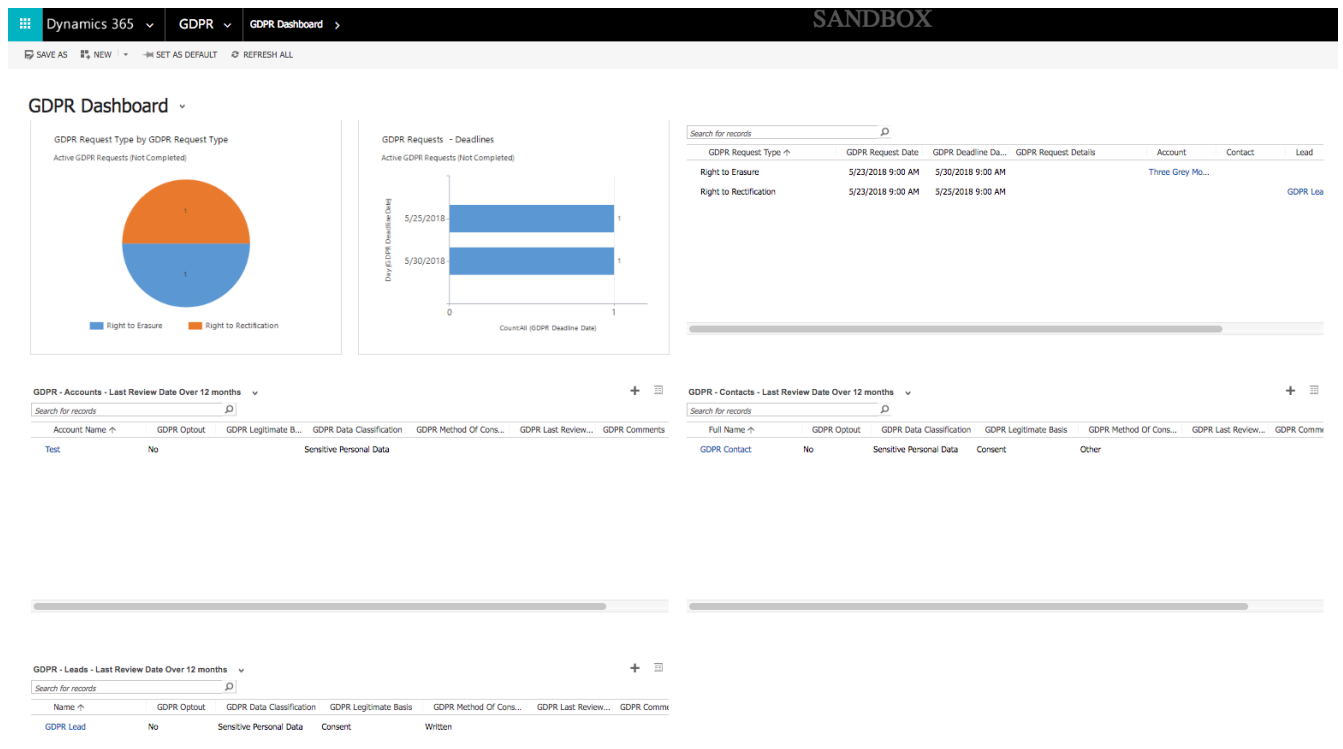 Dynamics 365 GDPR GDPR Dashboard SANDBOX
SAVE AS NEW SET AS DEFAULT REFRESH ALL
GDPR Dashboard
GDPR Request Type by GDPR Request Type
Active GDPR Requests (Not Completed)
1
1
Right to Erasure Right to Rectification
GDPR Requests - Deadlines
Active GDPR Requests (Not Completed)
Day (GDPR Deadline Date)
5/25/2018 1
5/30/2018 1
0 1
Count:All (GDPR Deadline Date)
Search for records
GDPR Request Type GDPR Request Date GDPR Deadline Da... GDPR Request Details Account Contact Lead
Right to Erasure 5/23/2018 9:00 AM 5/30/2018 9:00 AM Three Grey Mo...
Right to Rectification 5/23/2018 9:00 AM 5/25/2018 9:00 AM GDPR Lea
GDPR - Accounts - Last Review Date Over 12 months
Search for records
Account Name GDPR Optout GDPR Legitimate B... GDPR Data Classification GDPR Method Of Cons... GDPR Last Review... GDPR Comments
Test No Sensitive Personal Data
GDPR - Contacts - Last Review Date Over 12 months
Search for records
Full Name GDPR Optout GDPR Data Classification GDPR Legitimate Basis GDPR Method Of Cons... GDPR Last Review... GDPR Comme
GDPR Contact No Sensitive Personal Data Consent Other
GDPR - Leads - Last Review Date Over 12 months
Search for records
Name GDPR Optout GDPR Data Classification GDPR Legitimate Basis GDPR Method Of Cons... GDPR Last Review... GDPR Comme
GDPR Lead No Sensitive Personal Data Consent Written